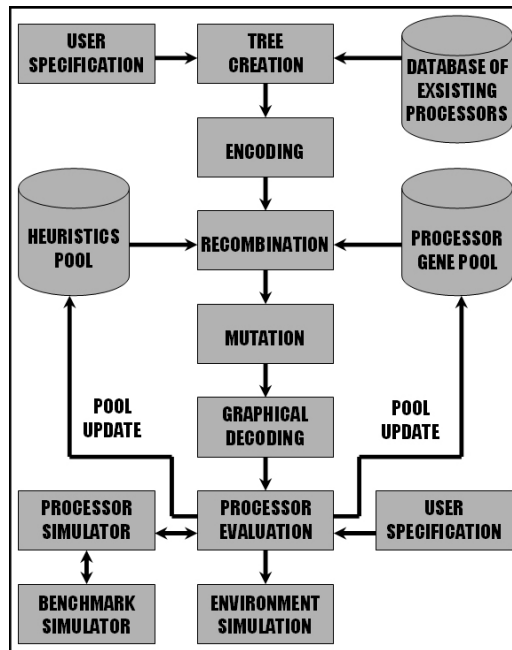 USER
SPECIFICATION
TREE
CREATION
DATABASE OF
EXSISTING
PROCESSORS
ENCODING
HEURISTICS
POOL
RECOMBINATION
PROCESSOR
GENE POOL
MUTATION
POOL
UPDATE
GRAPHICAL
DECODING
POOL
UPDATE
PROCESSOR
SIMULATOR
PROCESSOR
EVALUATION
USER
SPECIFICATION
BENCHMARK
SIMULATOR
ENVIRONMENT
SIMULATION